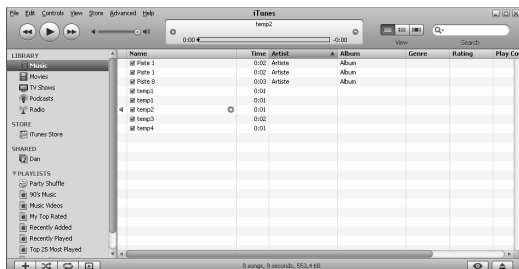 File Edit Controls View Store Advanced Help
iTunes
temp2
0:00 -0:00
View Search
LIBRARY
Music
Movies
TV Shows
Podcasts
Radio
STORE
iTunes Store
SHARED
Dan
PLAYLISTS
Party Shuffle
90's Music
Music Videos
My Top Rated
Recently Added
Recently Played
Top 25 Most Played
Name Time Artist Album Genre Rating Play Co
Piste 1 0:02 Artiste Album
Piste 1 0:02 Artiste Album
Piste 8 0:03 Artiste Album
temp1 0:01
temp1 0:01
temp2 0:01
temp3 0:02
temp4 0:01
8 songs, 9 seconds, 553,4 KB